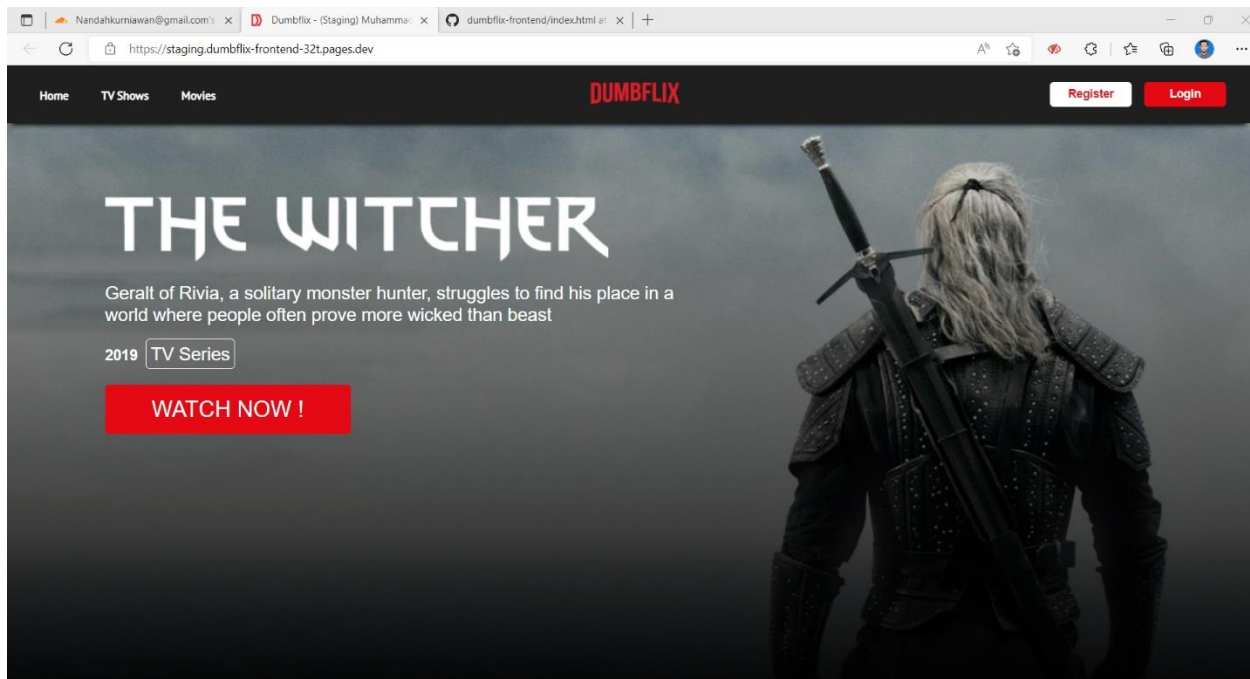 Nandahkurniawan@gmail.com's
Dumbflix - (Staging) Muhammad
dumbflix-frontend/index.html at
https://staging.dumbflix-frontend-32t.pages.dev
Home TV Shows Movies DUMBFLIX Register Login
THE WITCHER
Geralt of Rivia, a solitary monster hunter, struggles to find his place in a
world where people often prove more wicked than beast
2019 TV Series
WATCH NOW !